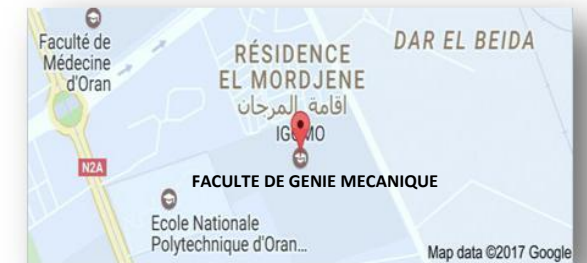 Faculté de
Médecine
d'Oran
RÉSIDENCE
EL MORDJENE
اقامة المرجان
DAR EL BEIDA
N2A
FACULTE DE GENIE MECANIQUE
Ecole Nationale
Polytechnique d'Oran...
Map data ©2017 Google